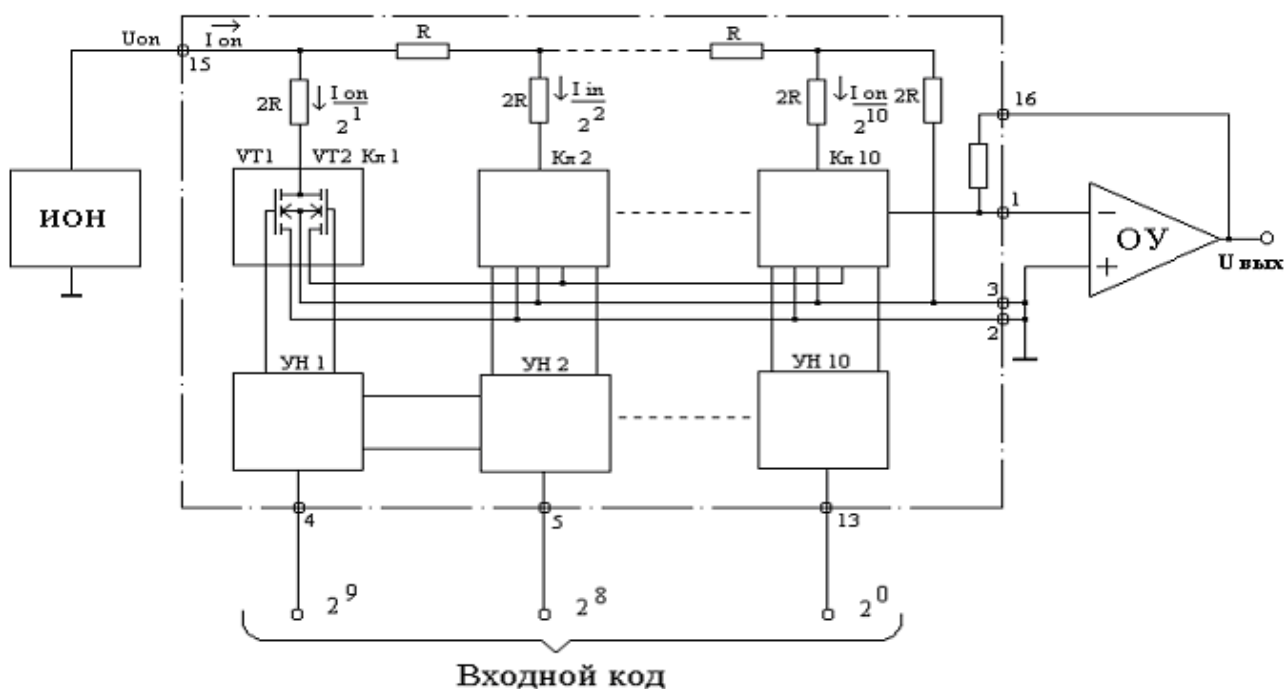 Uоп I on R R
15
2R I on 2R I in 2R I on 2R 16
2^1 2^2 2^10
VT1 VT2 Кл 1 Кл 2 Кл 10
1
ИОН
− ОУ
+
U вых
3
2
УН 1 УН 2 УН 10
4 5 13
2^9 2^8 2^0
Входной код